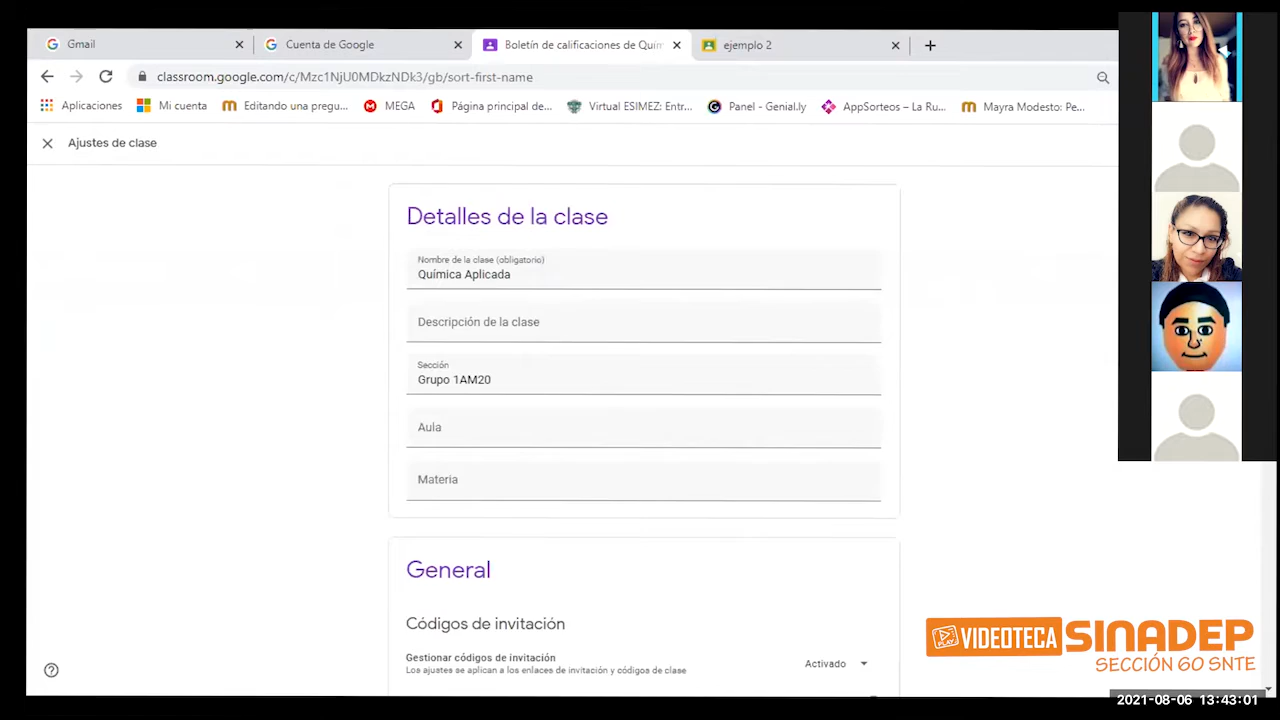 Gmail
Cuenta de Google
Boletín de calificaciones de Quím
ejemplo 2
classroom.google.com/c/Mzc1NjU0MDkzNDk3/gb/sort-first-name
Aplicaciones
Mi cuenta
Editando una pregu...
MEGA
Página principal de...
Virtual ESIMEZ: Entr...
Panel - Genial.ly
AppSorteos – La Ru...
Mayra Modesto: Pe...
Ajustes de clase
Detalles de la clase
Nombre de la clase (obligatorio)
Química Aplicada
Descripción de la clase
Sección
Grupo 1AM20
Aula
Materia
General
Códigos de invitación
Gestionar códigos de invitación
Los ajustes se aplican a los enlaces de invitación y códigos de clase
Activado
PLAY VIDEOTECA SINADEP
SECCIÓN 60 SNTE
2021-08-06 13:43:01